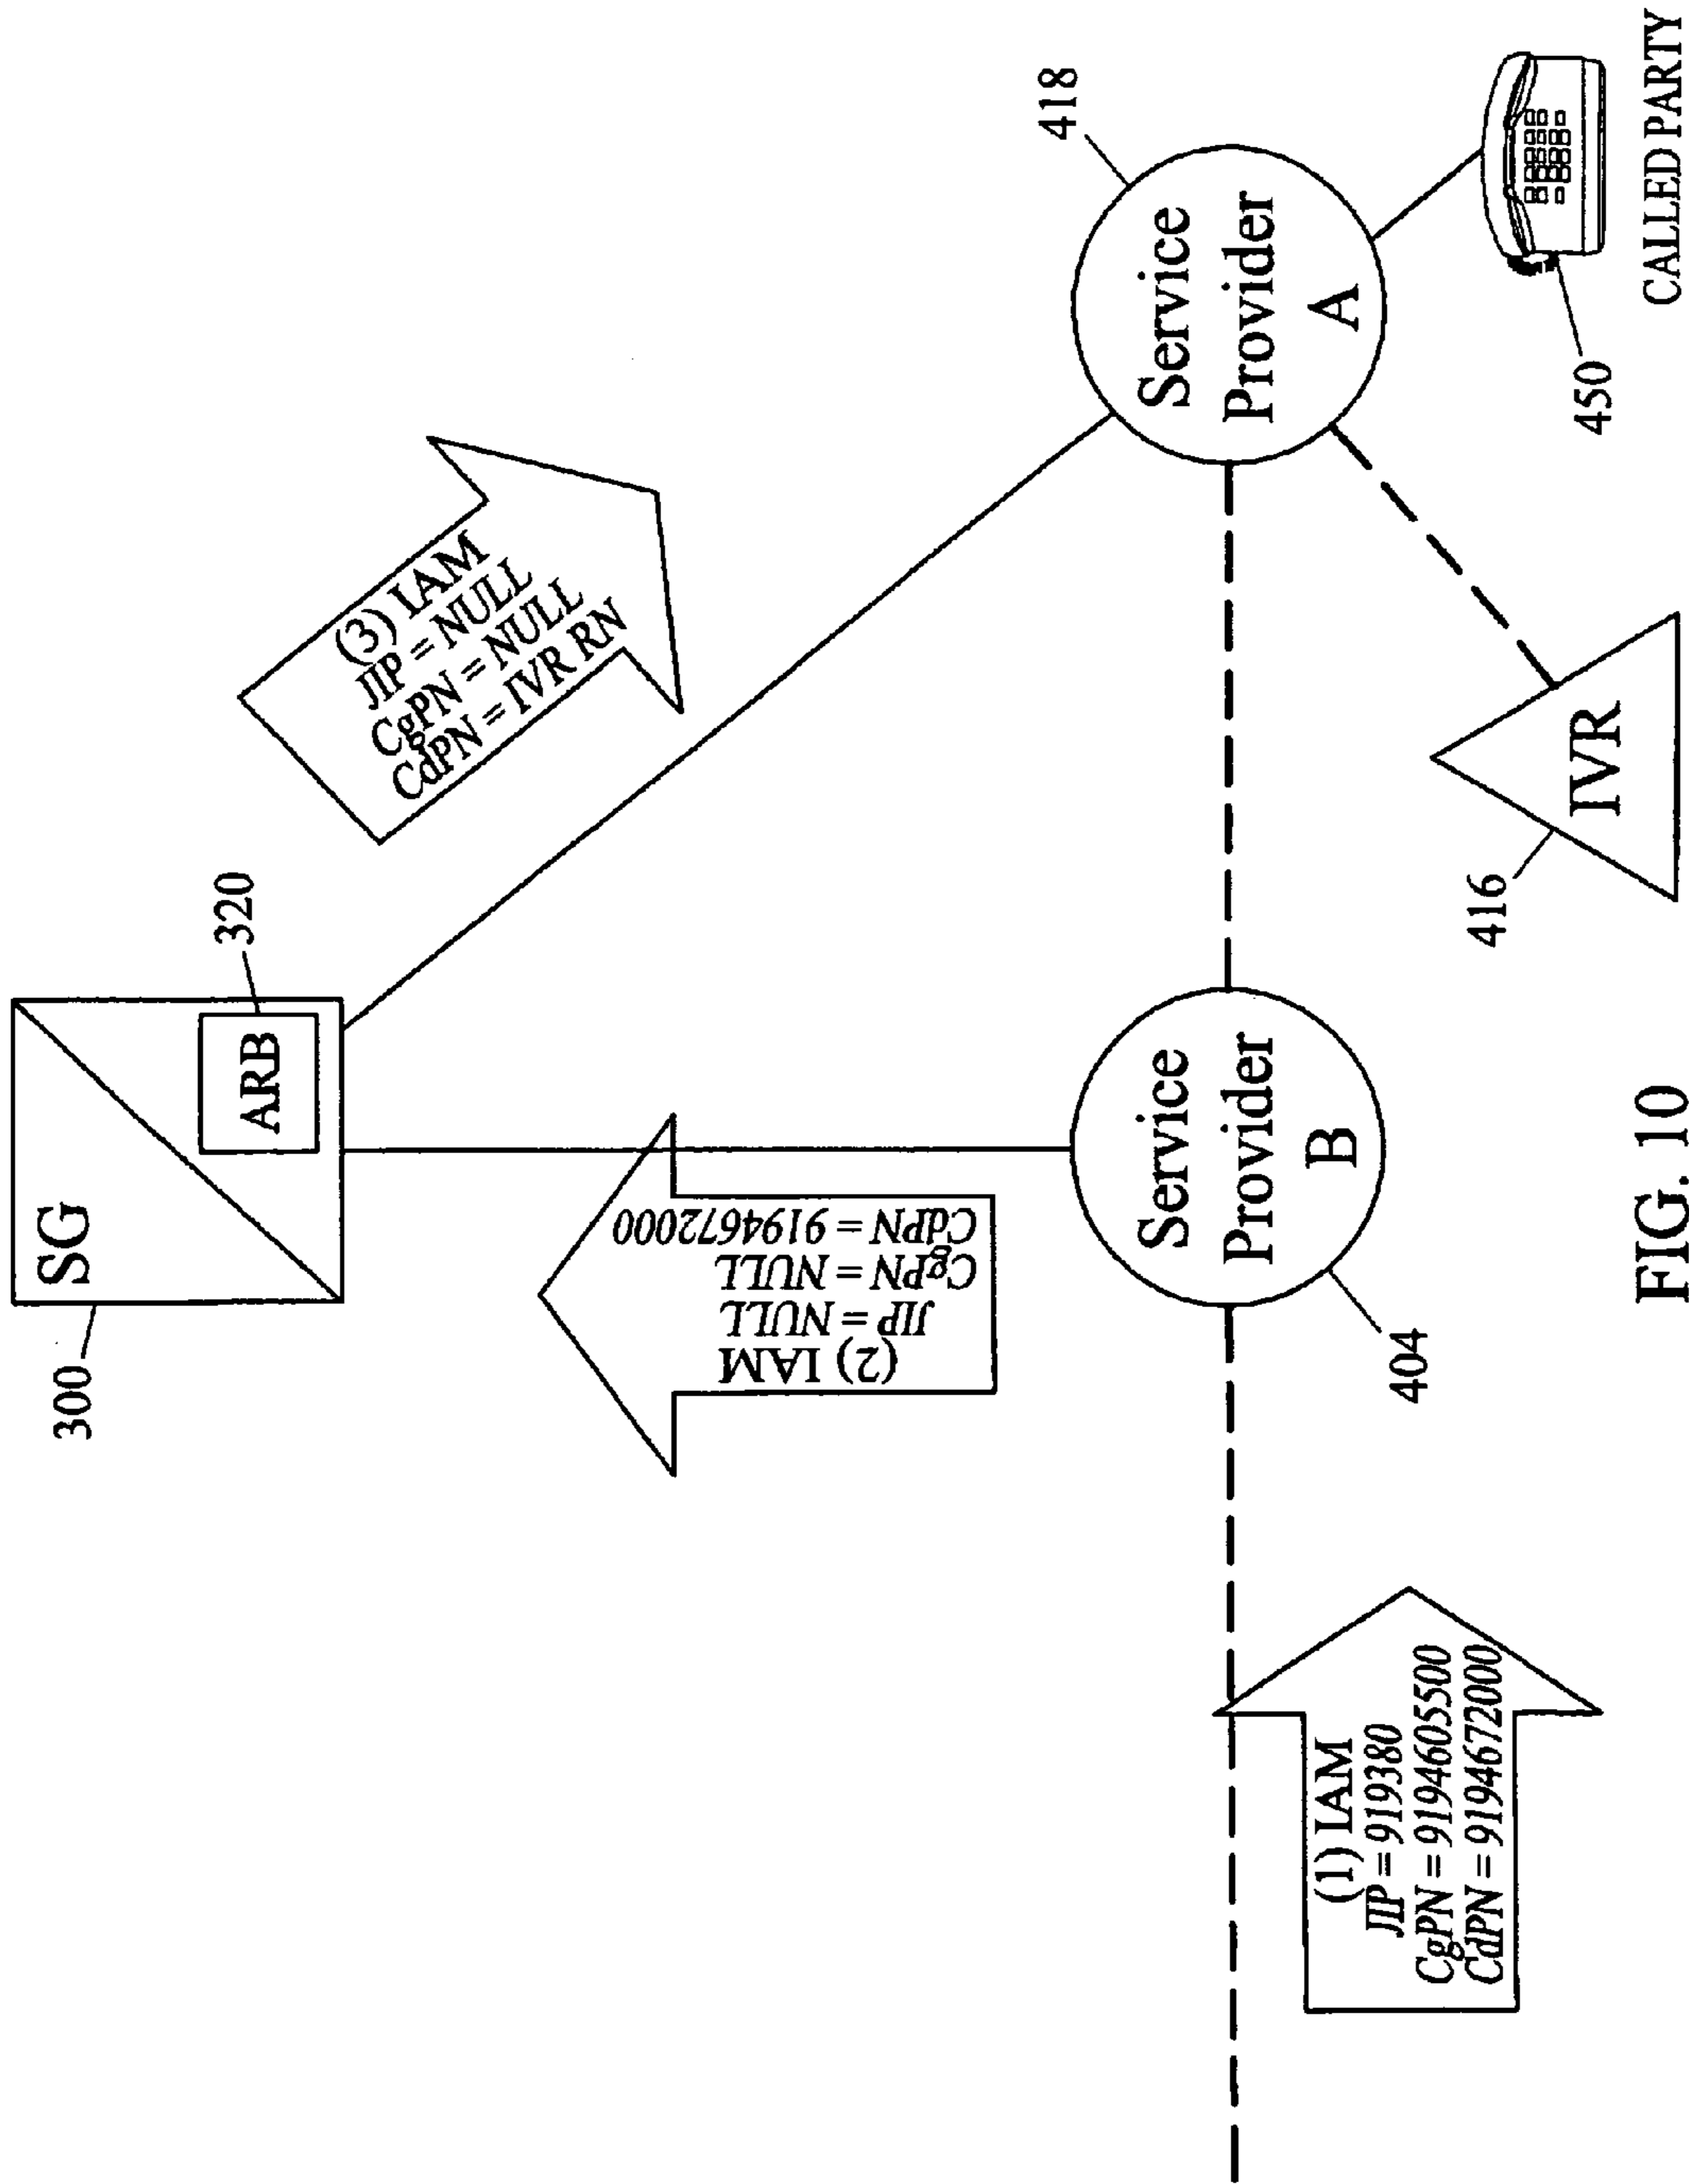 300
SG
ARB
320
(3) IAM
JIP = NULL
CgPN = NULL
CdPN = IVR RN
(2) IAM
JIP = NULL
CgPN = NULL
CdPN = 9194672000
(1) IAM
JIP = 919380
CgPN = 9194605500
CdPN = 9194672000
Service
Provider
B
404
Service
Provider
A
418
IVR
416
450
CALLED PARTY
FIG. 10